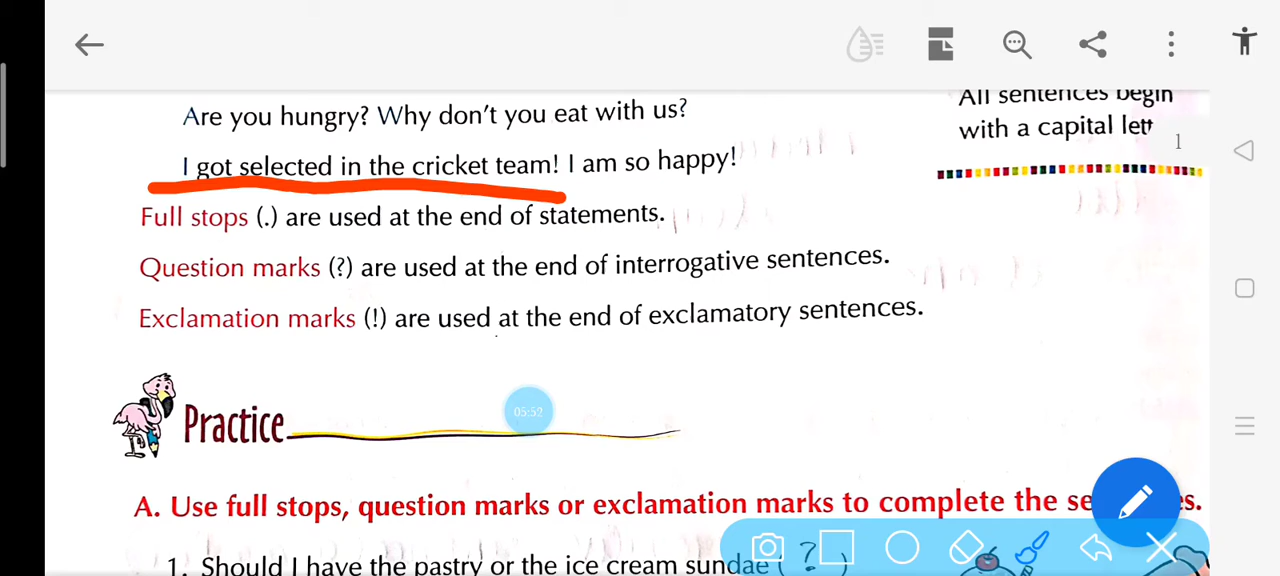 Are you hungry? Why don't you eat with us?
I got selected in the cricket team! I am so happy!
Full stops (.) are used at the end of statements.
Question marks (?) are used at the end of interrogative sentences.
Exclamation marks (!) are used at the end of exclamatory sentences.
All sentences begin
with a capital lett
1
Practice
05:52
A. Use full stops, question marks or exclamation marks to complete the se es.
1. Should I have the pastry or the ice cream sundae ( ? )